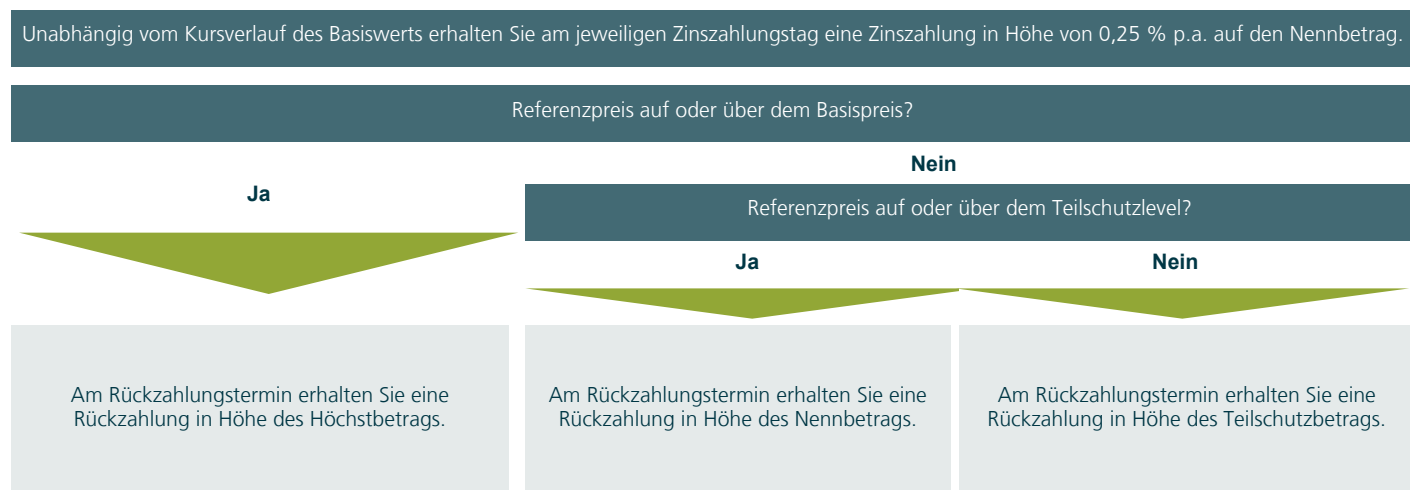 Unabhängig vom Kursverlauf des Basiswerts erhalten Sie am jeweiligen Zinszahlungstag eine Zinszahlung in Höhe von 0,25 % p.a. auf den Nennbetrag.
Referenzpreis auf oder über dem Basispreis?
Ja
Nein
Referenzpreis auf oder über dem Teilschutzlevel?
Ja
Nein
Am Rückzahlungstermin erhalten Sie eine
Rückzahlung in Höhe des Höchstbetrags.
Am Rückzahlungstermin erhalten Sie eine
Rückzahlung in Höhe des Nennbetrags.
Am Rückzahlungstermin erhalten Sie eine
Rückzahlung in Höhe des Teilschutzbetrags.